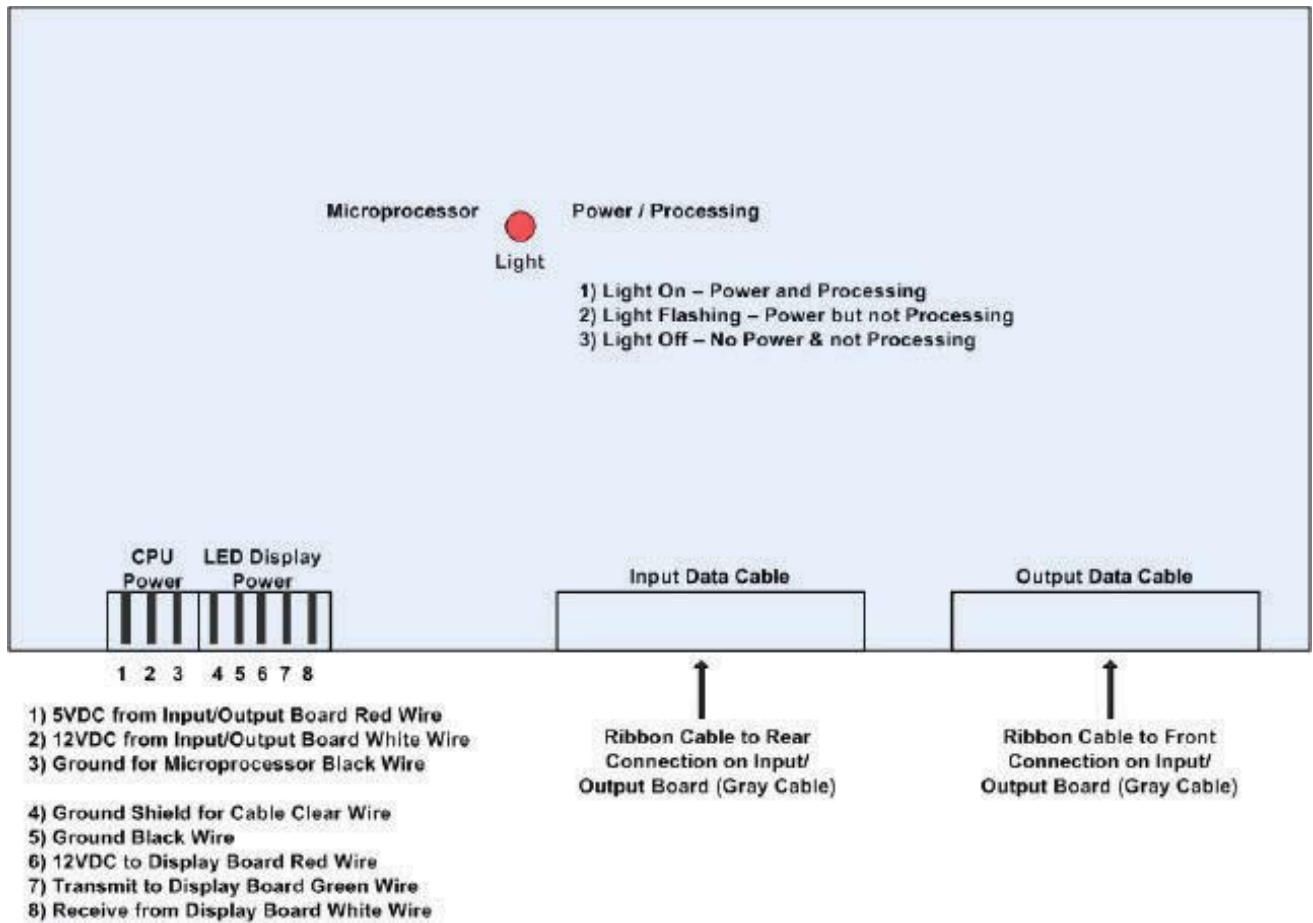 Microprocessor
Power / Processing
Light
1) Light On – Power and Processing
2) Light Flashing – Power but not Processing
3) Light Off – No Power & not Processing
CPU
Power
LED Display
Power
Input Data Cable
Output Data Cable
1 2 3 4 5 6 7 8
1) 5VDC from Input/Output Board Red Wire
2) 12VDC from Input/Output Board White Wire
3) Ground for Microprocessor Black Wire
4) Ground Shield for Cable Clear Wire
5) Ground Black Wire
6) 12VDC to Display Board Red Wire
7) Transmit to Display Board Green Wire
8) Receive from Display Board White Wire
Ribbon Cable to Rear
Connection on Input/
Output Board (Gray Cable)
Ribbon Cable to Front
Connection on Input/
Output Board (Gray Cable)